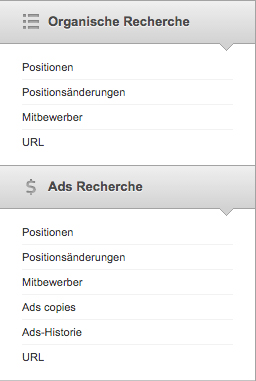 Organische Recherche
Positionen
Positionsänderungen
Mitbewerber
URL
Ads Recherche
Positionen
Positionsänderungen
Mitbewerber
Ads copies
Ads-Historie
URL